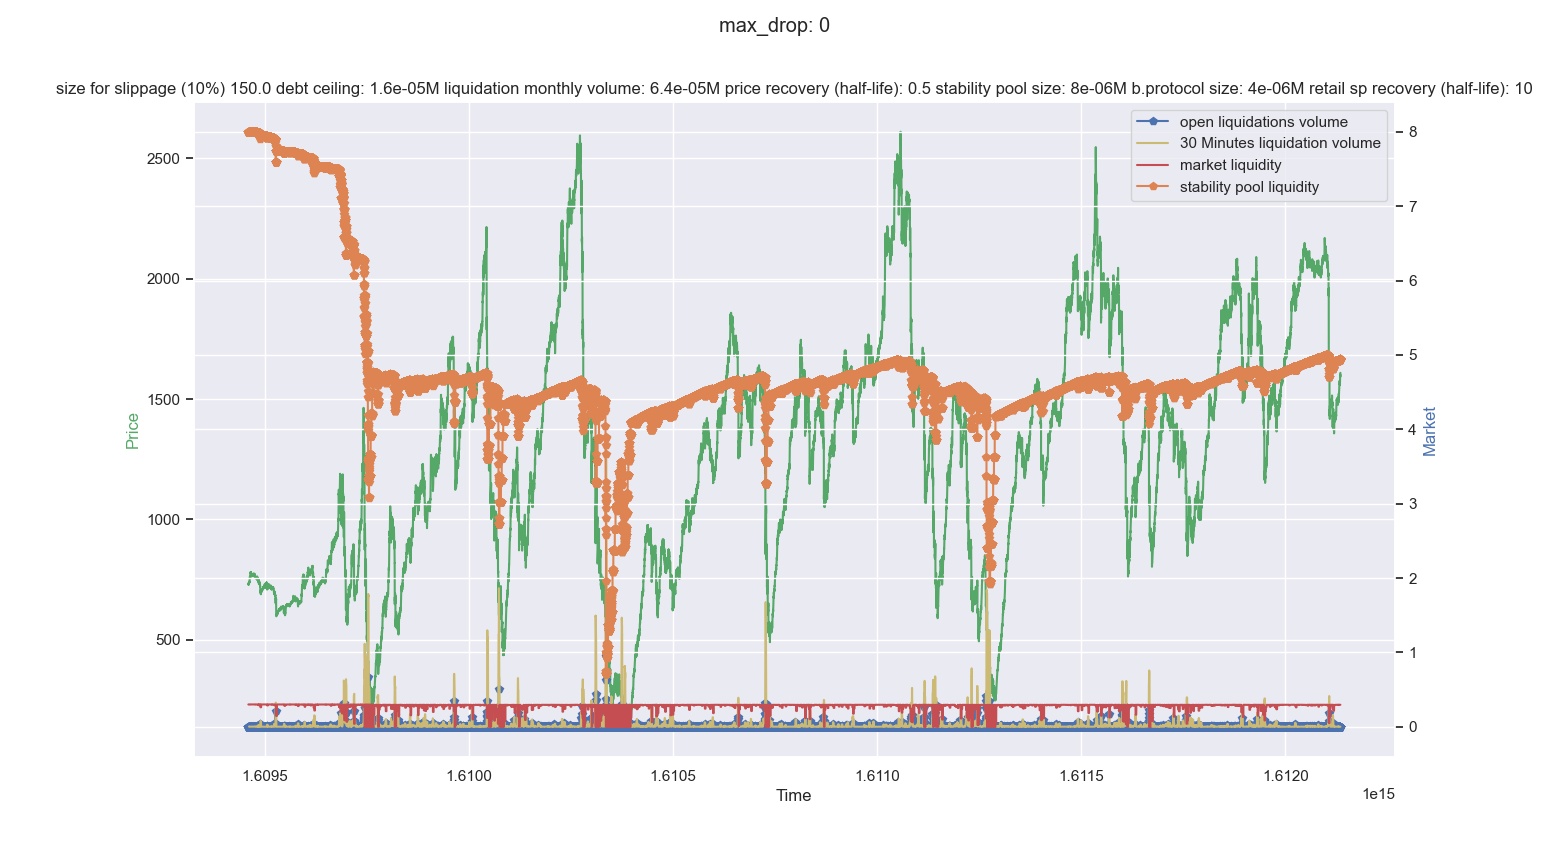 max_drop: 0
size for slippage (10%) 150.0 debt ceiling: 1.6e-05M liquidation monthly volume: 6.4e-05M price recovery (half-life): 0.5 stability pool size: 8e-06M b.protocol size: 4e-06M retail sp recovery (half-life): 10
open liquidations volume
30 Minutes liquidation volume
market liquidity
stability pool liquidity
2500
2000
1500
1000
500
Price
8
7
6
5
4
3
2
1
0
Market
1.6095
1.6100
1.6105
1.6110
1.6115
1.6120
1e15
Time